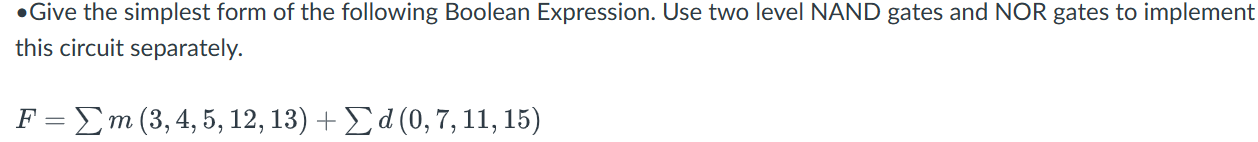 •Give the simplest form of the following Boolean Expression. Use two level NAND gates and NOR gates to implement
this circuit separately.
F = ∑ m (3, 4, 5, 12, 13) + ∑ d (0, 7, 11, 15)